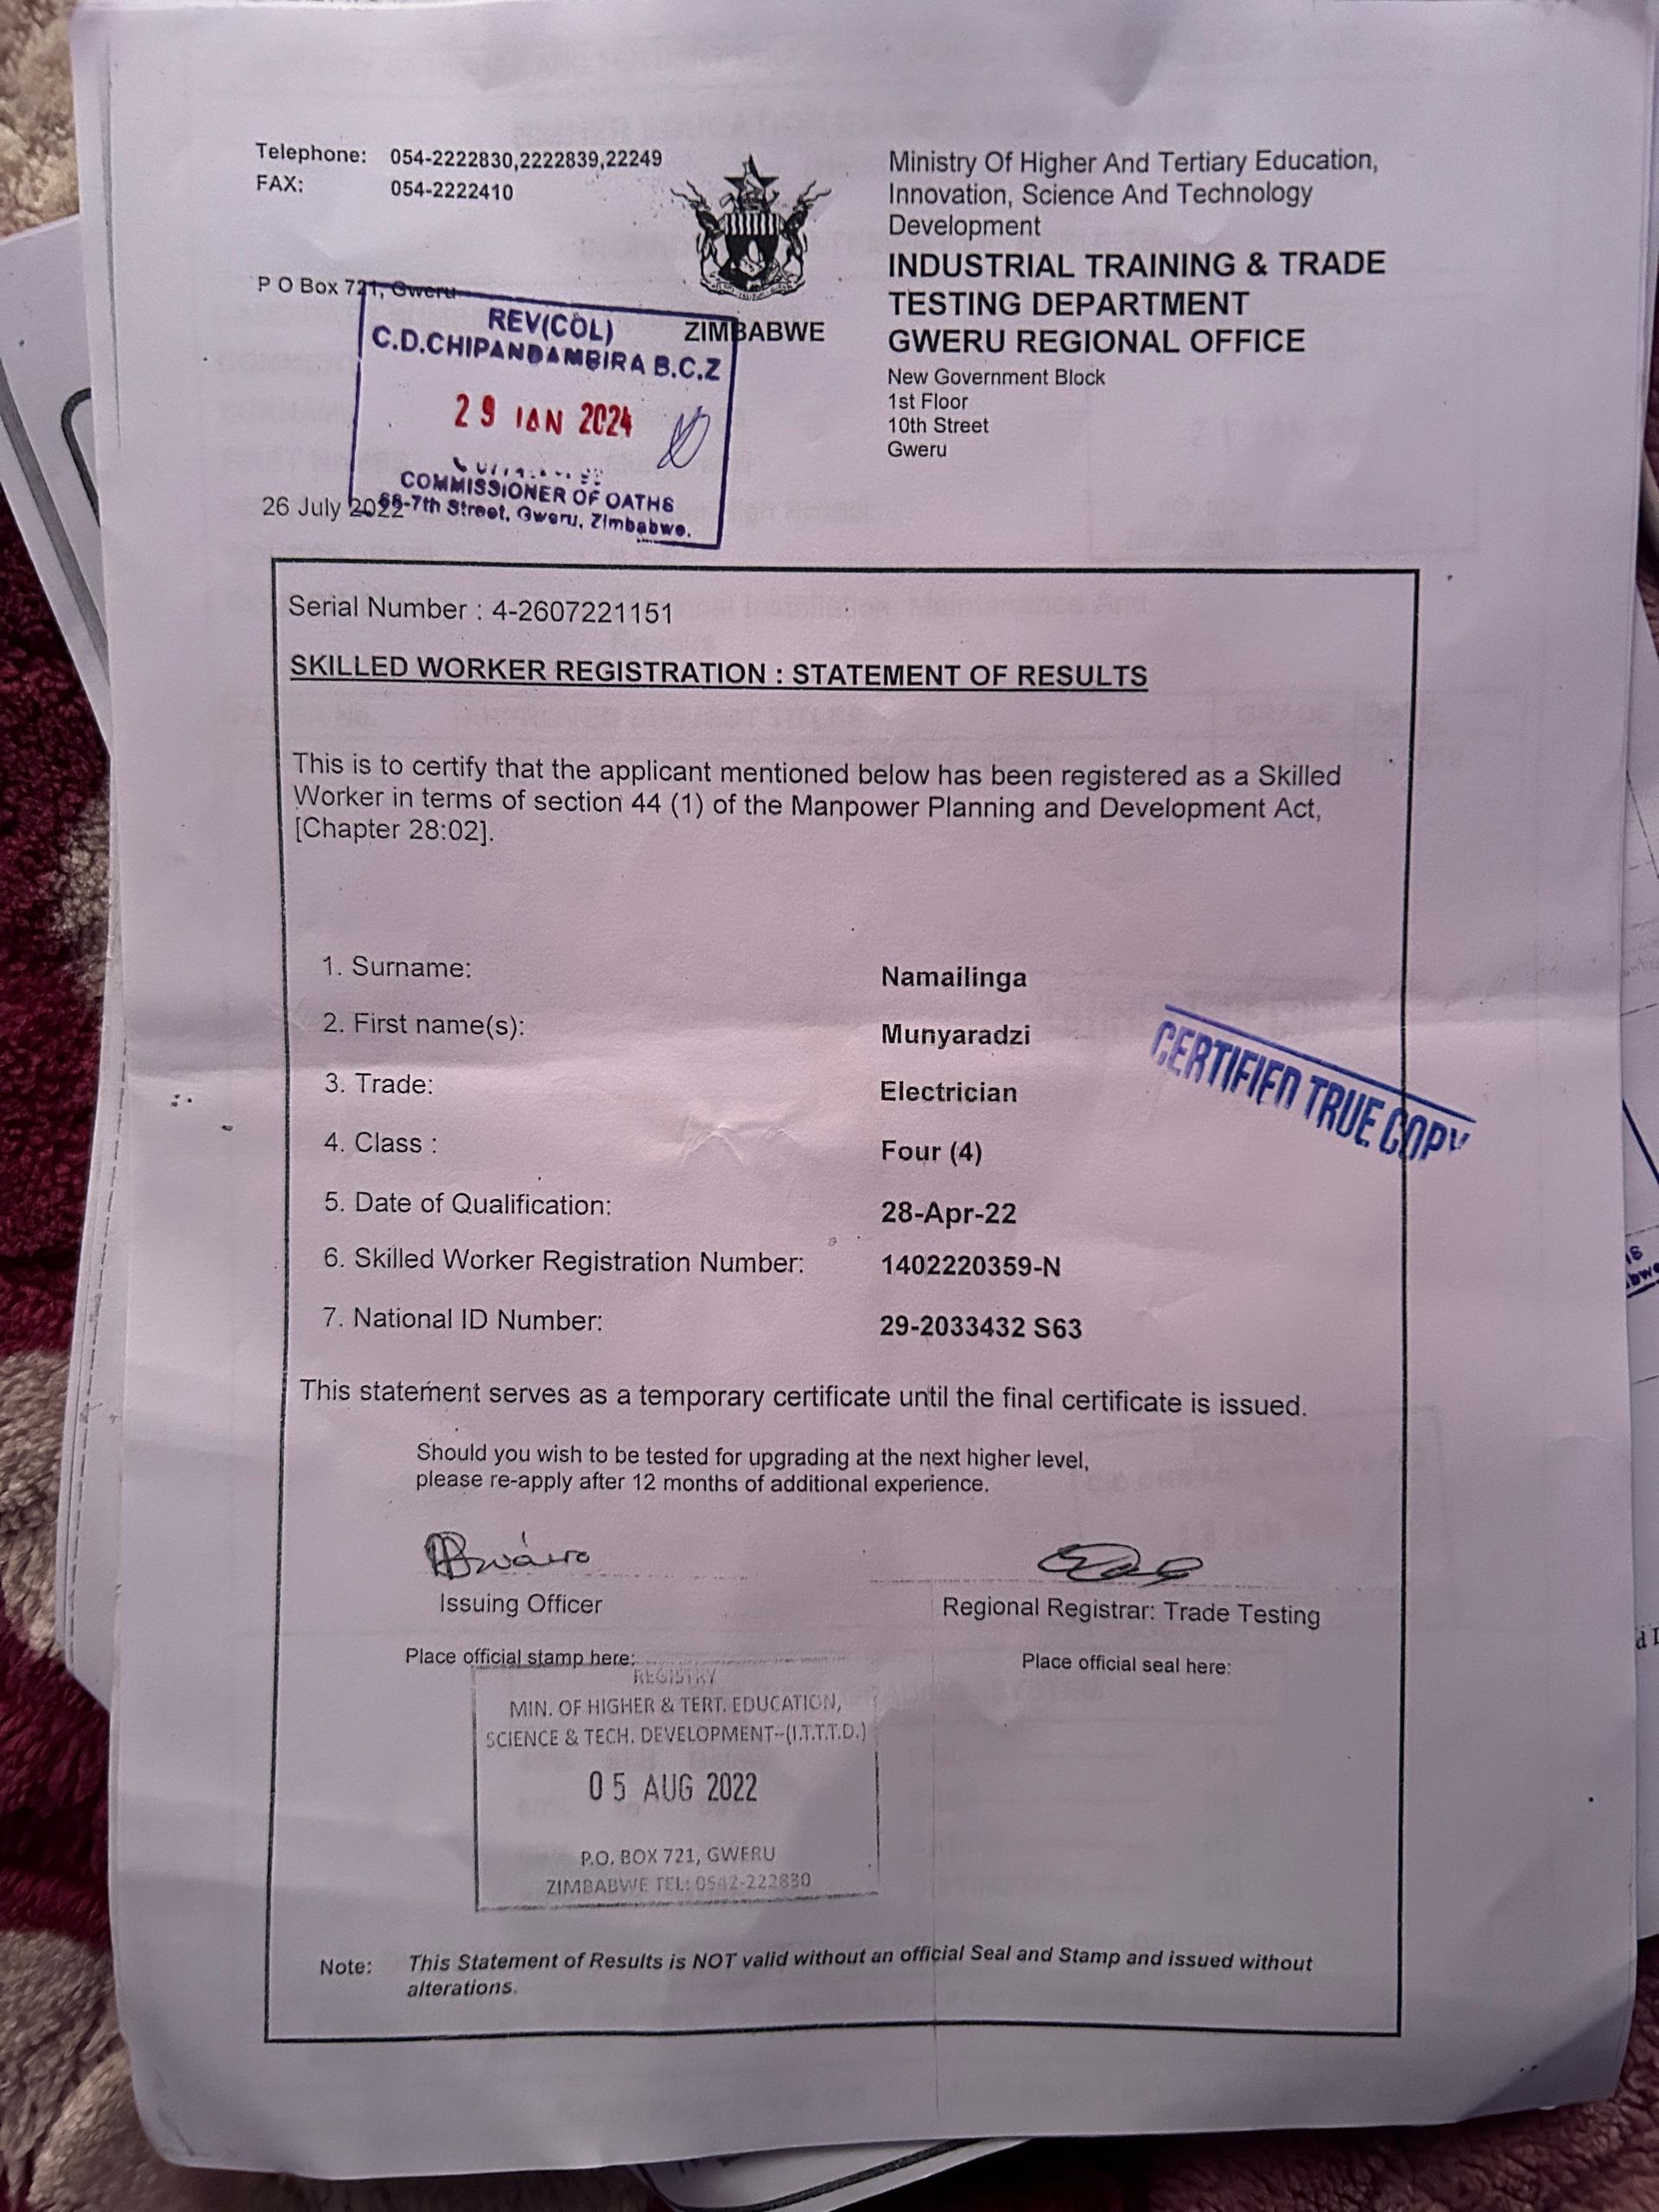 Telephone: 054-2222830,2222839,22249
FAX: 054-2222410
P O Box 721, Gweru
ZIMBABWE
Ministry Of Higher And Tertiary Education,
Innovation, Science And Technology
Development
INDUSTRIAL TRAINING & TRADE
TESTING DEPARTMENT
GWERU REGIONAL OFFICE
New Government Block
1st Floor
10th Street
Gweru
REV(COL)
C.D.CHIPANDAMBIRA B.C.Z
29 JAN 2024
COMMISSIONER OF OATHS
68-7th Street, Gweru, Zimbabwe.
26 July 2022
Serial Number : 4-2607221151
SKILLED WORKER REGISTRATION : STATEMENT OF RESULTS
This is to certify that the applicant mentioned below has been registered as a Skilled
Worker in terms of section 44 (1) of the Manpower Planning and Development Act,
[Chapter 28:02].
1. Surname: Namailinga
2. First name(s): Munyaradzi
3. Trade: Electrician
4. Class : Four (4)
5. Date of Qualification: 28-Apr-22
6. Skilled Worker Registration Number: 1402220359-N
7. National ID Number: 29-2033432 S63
CERTIFIED TRUE COPY
This statement serves as a temporary certificate until the final certificate is issued.
Should you wish to be tested for upgrading at the next higher level,
please re-apply after 12 months of additional experience.
Issuing Officer
Regional Registrar: Trade Testing
Place official stamp here:
Place official seal here:
REGISTRY
MIN. OF HIGHER & TERT. EDUCATION,
SCIENCE & TECH. DEVELOPMENT--(I.T.T.T.D.)
05 AUG 2022
P.O. BOX 721, GWERU
ZIMBABWE TEL: 0542-222830
Note: This Statement of Results is NOT valid without an official Seal and Stamp and issued without
alterations.